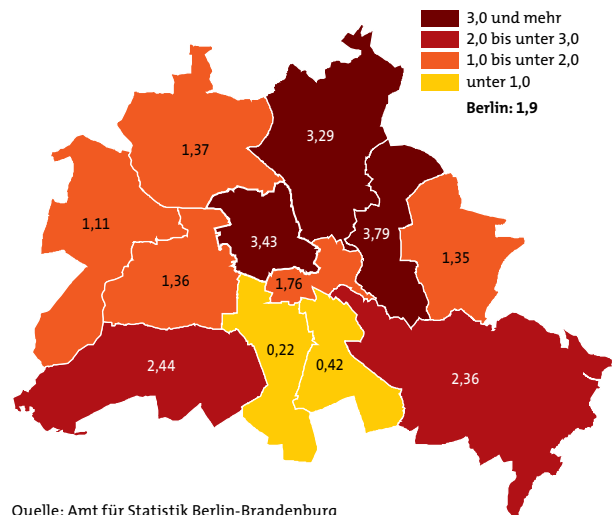 3,0 und mehr
2,0 bis unter 3,0
1,0 bis unter 2,0
unter 1,0
Berlin: 1,9
3,29
1,37
1,11
3,43
3,79
1,35
1,36
1,76
2,44
0,22
0,42
2,36
Quelle: Amt für Statistik Berlin-Brandenburg